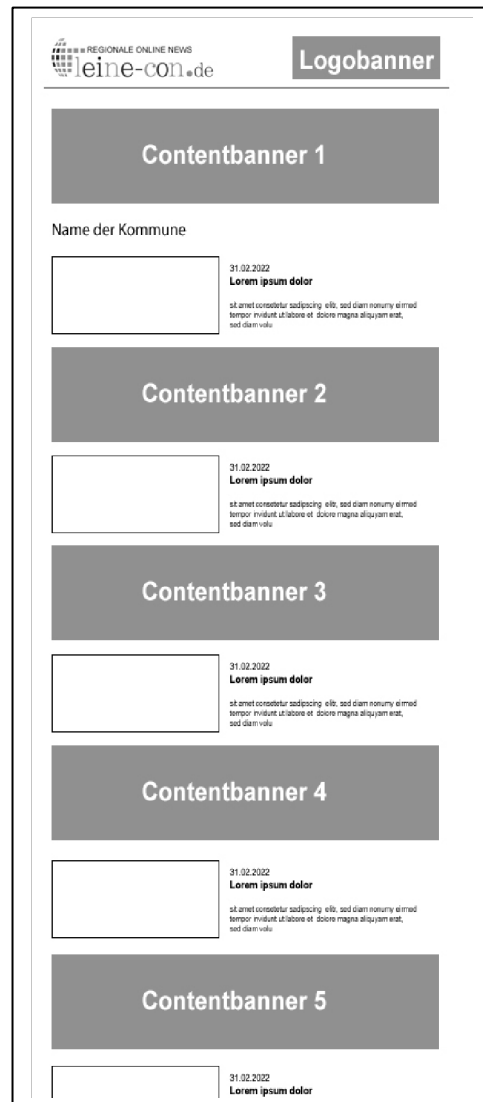 REGIONALE ONLINE NEWS
leine-con.de
Logobanner
Contentbanner 1
Name der Kommune
31.02.2022
Lorem ipsum dolor
sit amet consetetur sadipscing elitr, sed diam nonumy eirmod
tempor invidunt ut labore et dolore magna aliquyam erat,
sed diam volu
Contentbanner 2
31.02.2022
Lorem ipsum dolor
sit amet consetetur sadipscing elitr, sed diam nonumy eirmod
tempor invidunt ut labore et dolore magna aliquyam erat,
sed diam volu
Contentbanner 3
31.02.2022
Lorem ipsum dolor
sit amet consetetur sadipscing elitr, sed diam nonumy eirmod
tempor invidunt ut labore et dolore magna aliquyam erat,
sed diam volu
Contentbanner 4
31.02.2022
Lorem ipsum dolor
sit amet consetetur sadipscing elitr, sed diam nonumy eirmod
tempor invidunt ut labore et dolore magna aliquyam erat,
sed diam volu
Contentbanner 5
31.02.2022
Lorem ipsum dolor